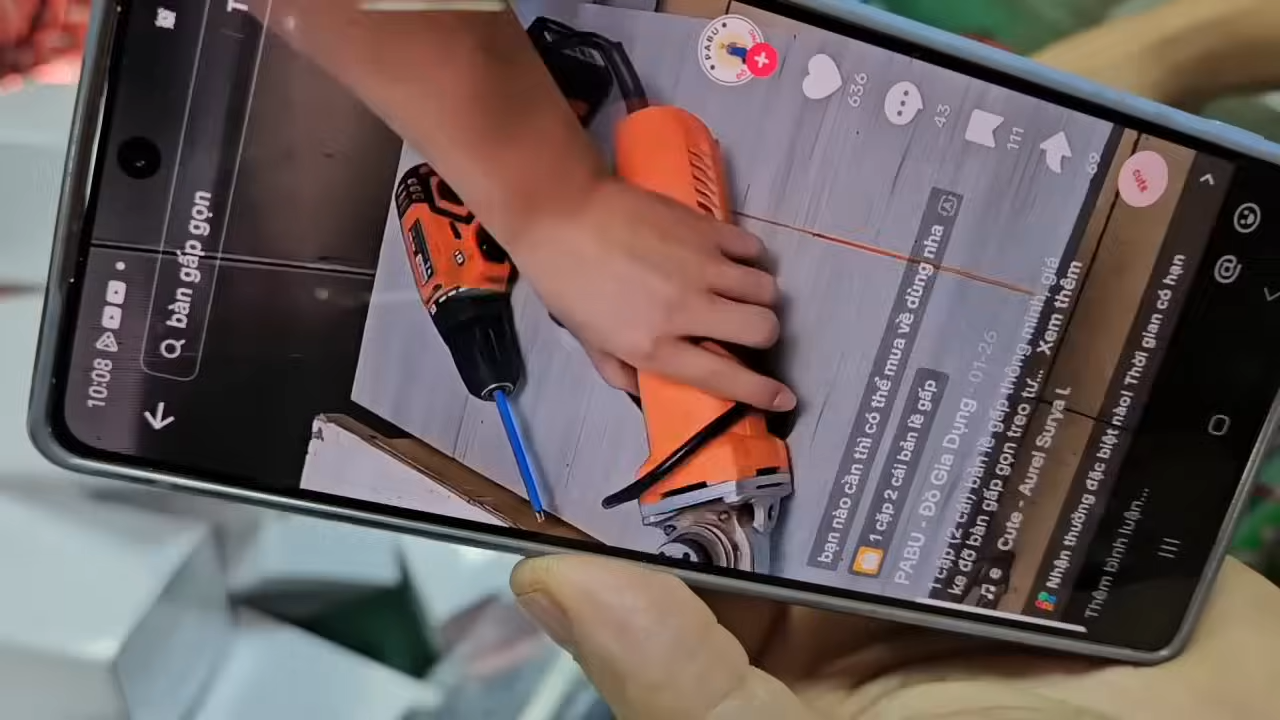 10:08
bàn gấp gọn
T
PABU
636
43
111
69
cute
bạn nào cần thì có thể mua về dùng nha
1 cặp 2 cái bản lề gấp
PABU - Đồ Gia Dụng · 01-26
1 cặp (2 cái) bản lề gấp thông minh, giá
kệ đỡ bàn gấp gọn treo tư... Xem thêm
e Cute - Aurel Surya L
Nhận thưởng đặc biệt nào! Thời gian có hạn
Thêm bình luận...
@